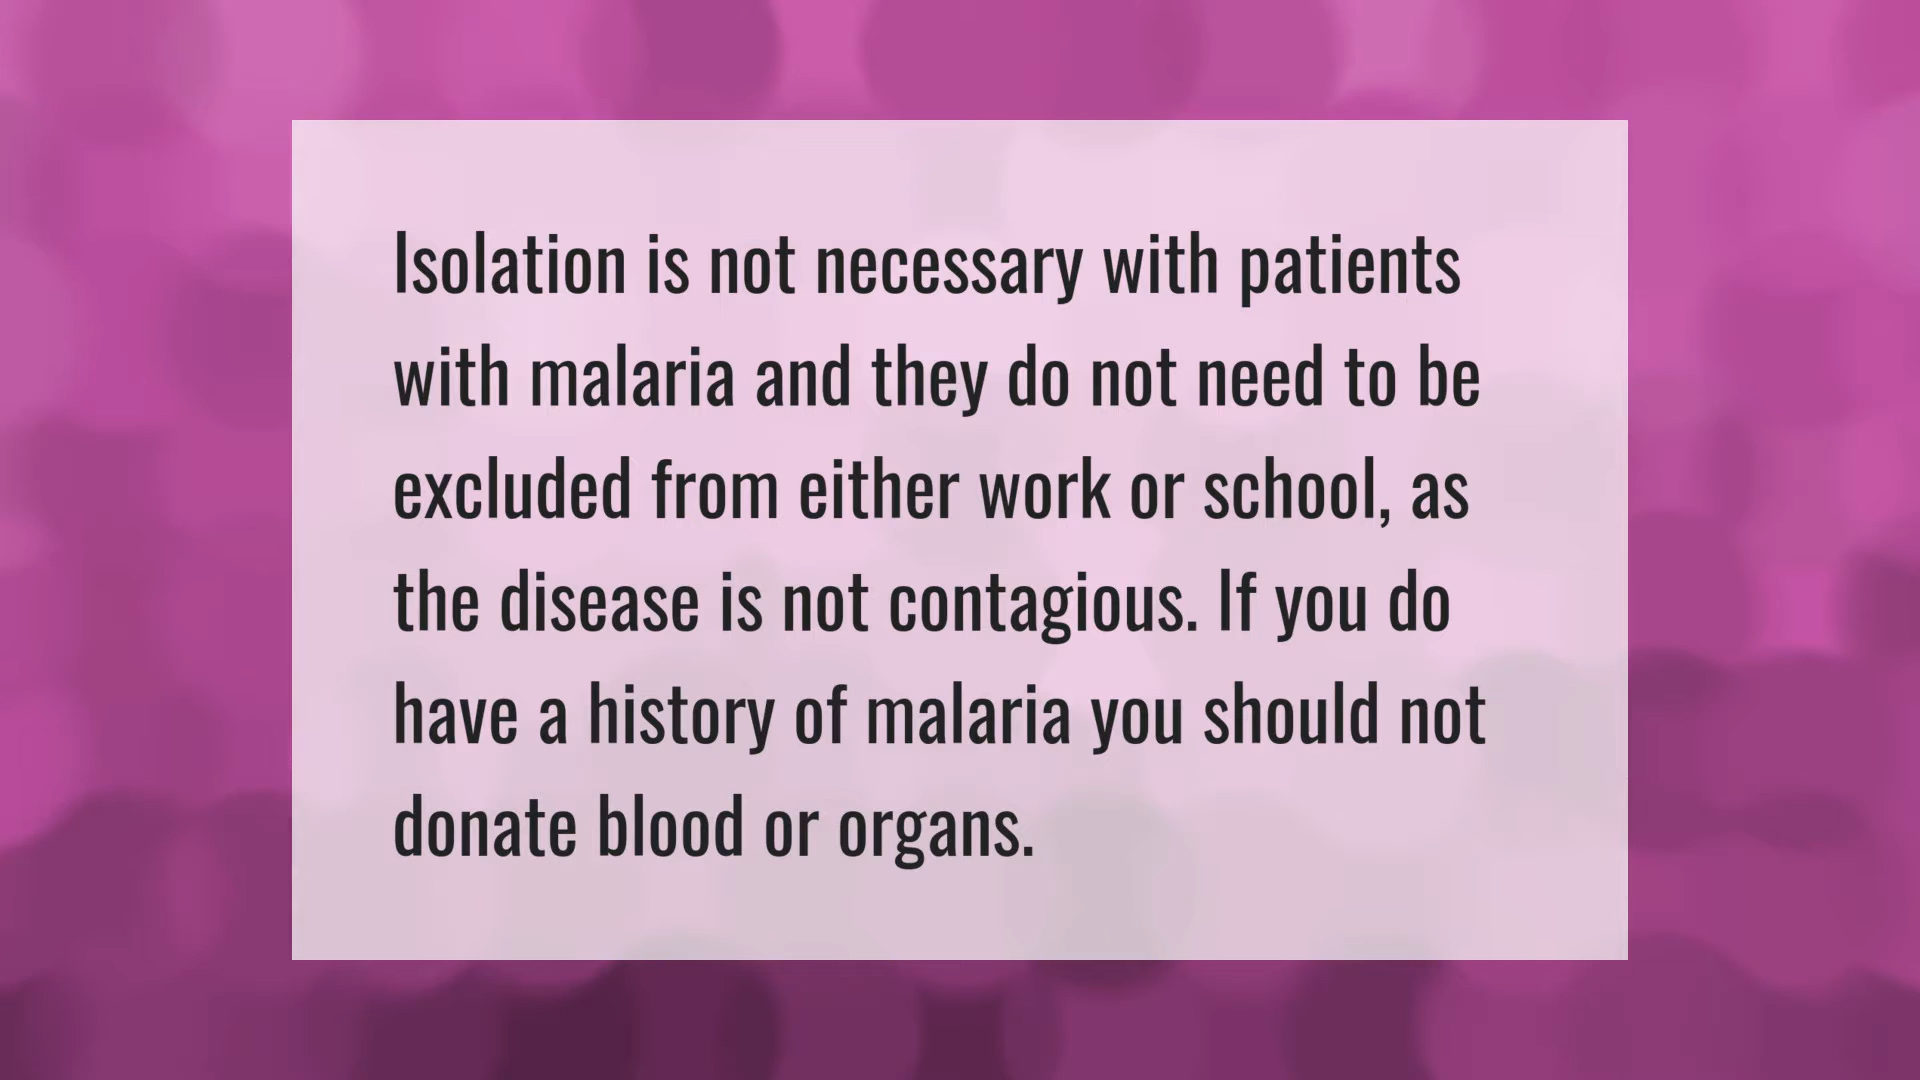 Isolation is not necessary with patients
with malaria and they do not need to be
excluded from either work or school, as
the disease is not contagious. If you do
have a history of malaria you should not
donate blood or organs.